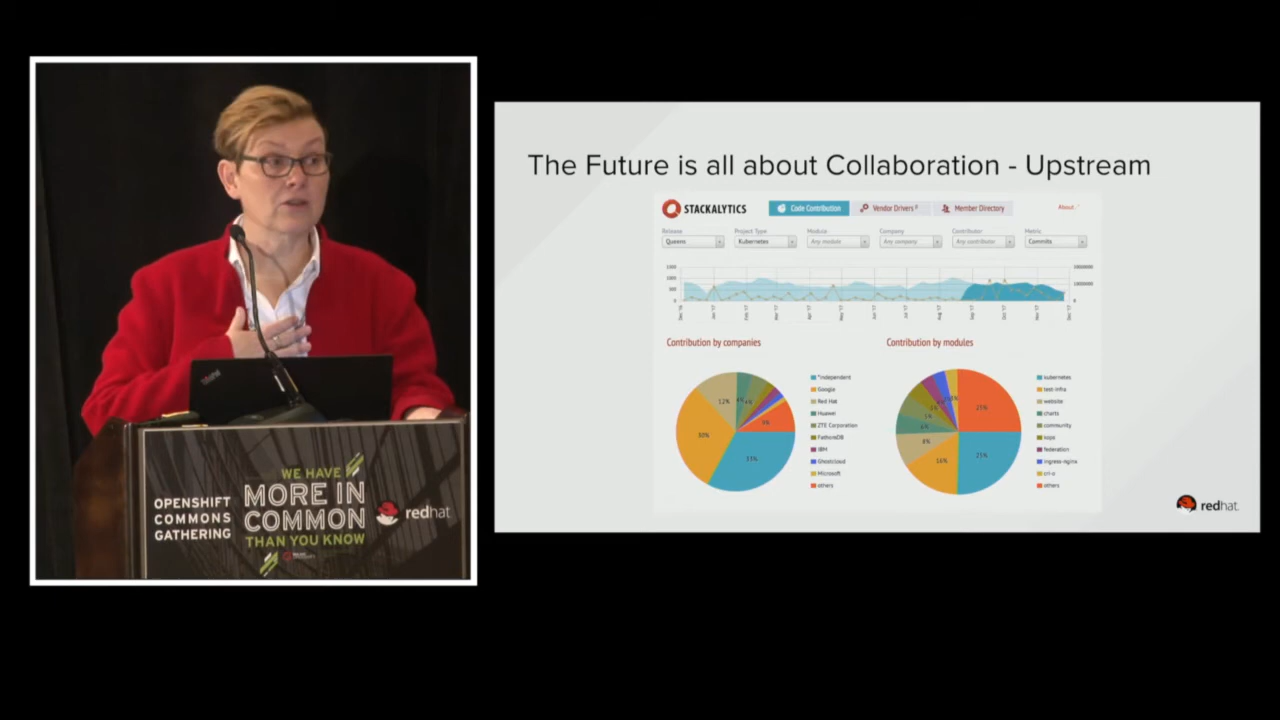 The Future is all about Collaboration - Upstream
STACKALYTICS
Code Contribution
Vendor Drivers
Member Directory
About
Release
Project Type
Module
Company
Contributor
Metric
Queens
Kubernetes
Any module
Any company
Any contributor
Commits
Contribution by companies
Contribution by modules
*independent
Google
Red Hat
Huawei
ZTE Corporation
FathomDB
IBM
Ghostcloud
Microsoft
others
12%
30%
33%
kubernetes
test-infra
website
charts
community
kops
federation
ingress-nginx
cri-o
others
8%
16%
21%
redhat.
WE HAVE
MORE IN
COMMON
THAN YOU KNOW
OPENSHIFT
COMMONS
GATHERING
redhat